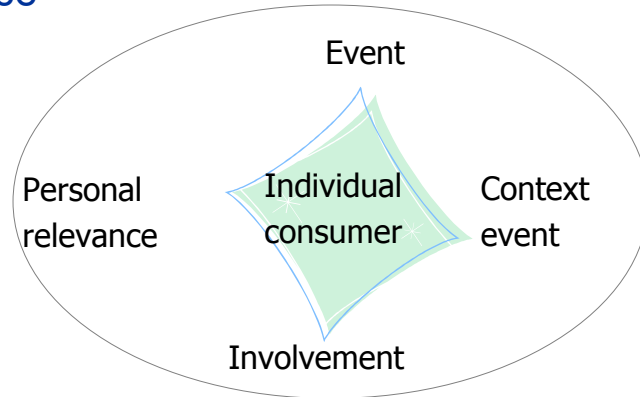 Event
Personal
relevance
Individual
consumer
Context
event
Involvement